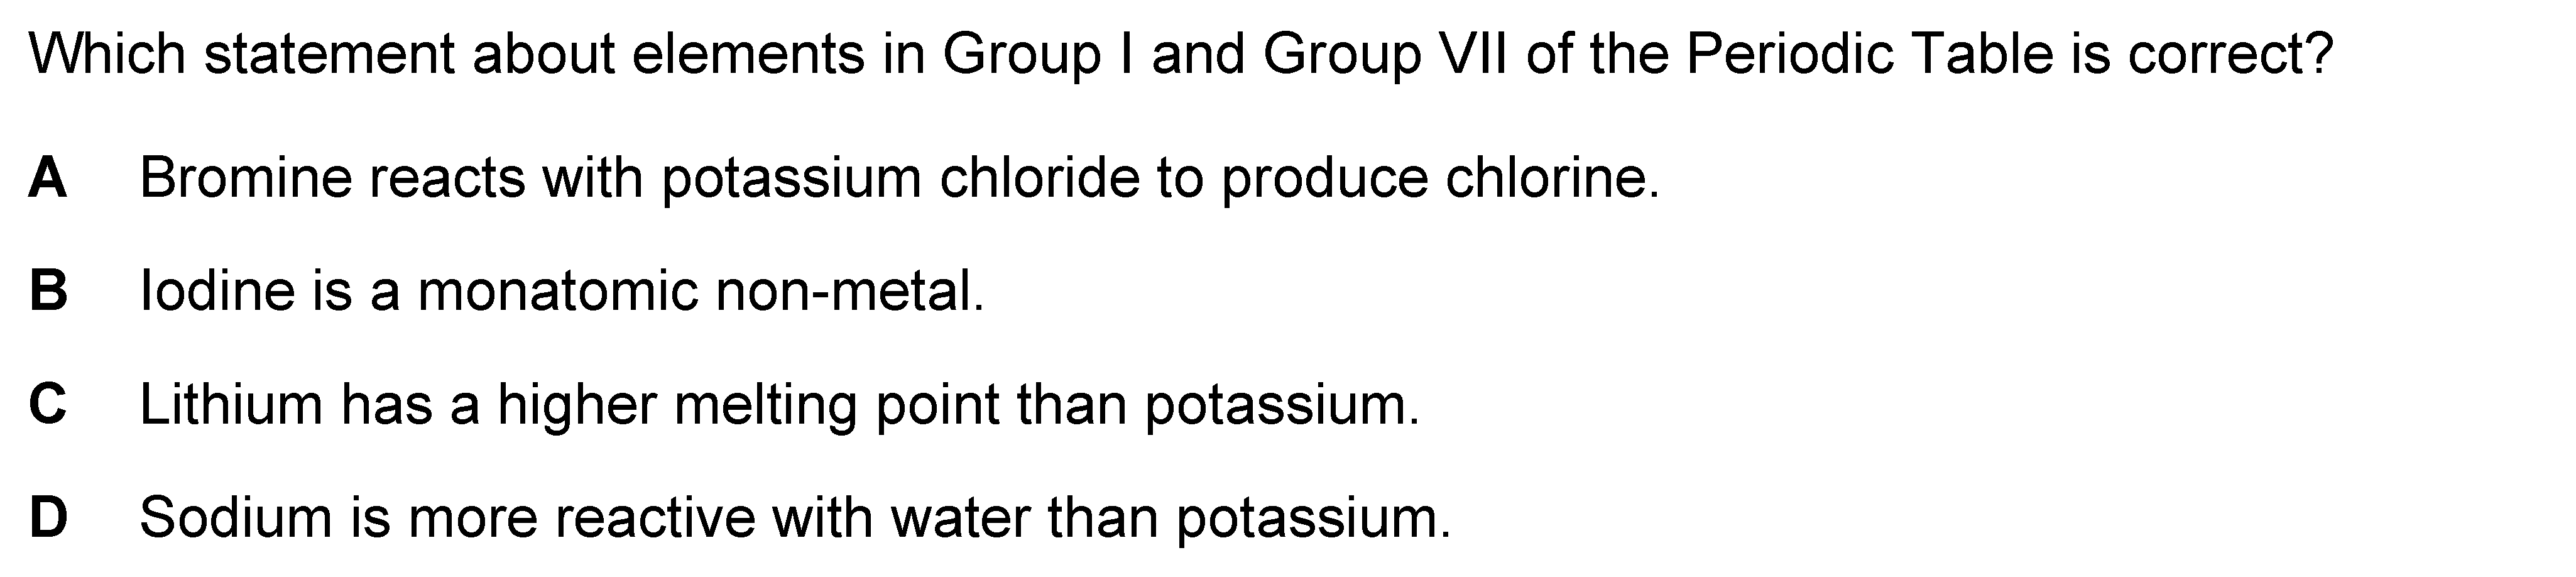 Which statement about elements in Group I and Group VII of the Periodic Table is correct?
A Bromine reacts with potassium chloride to produce chlorine.
B Iodine is a monatomic non-metal.
C Lithium has a higher melting point than potassium.
D Sodium is more reactive with water than potassium.